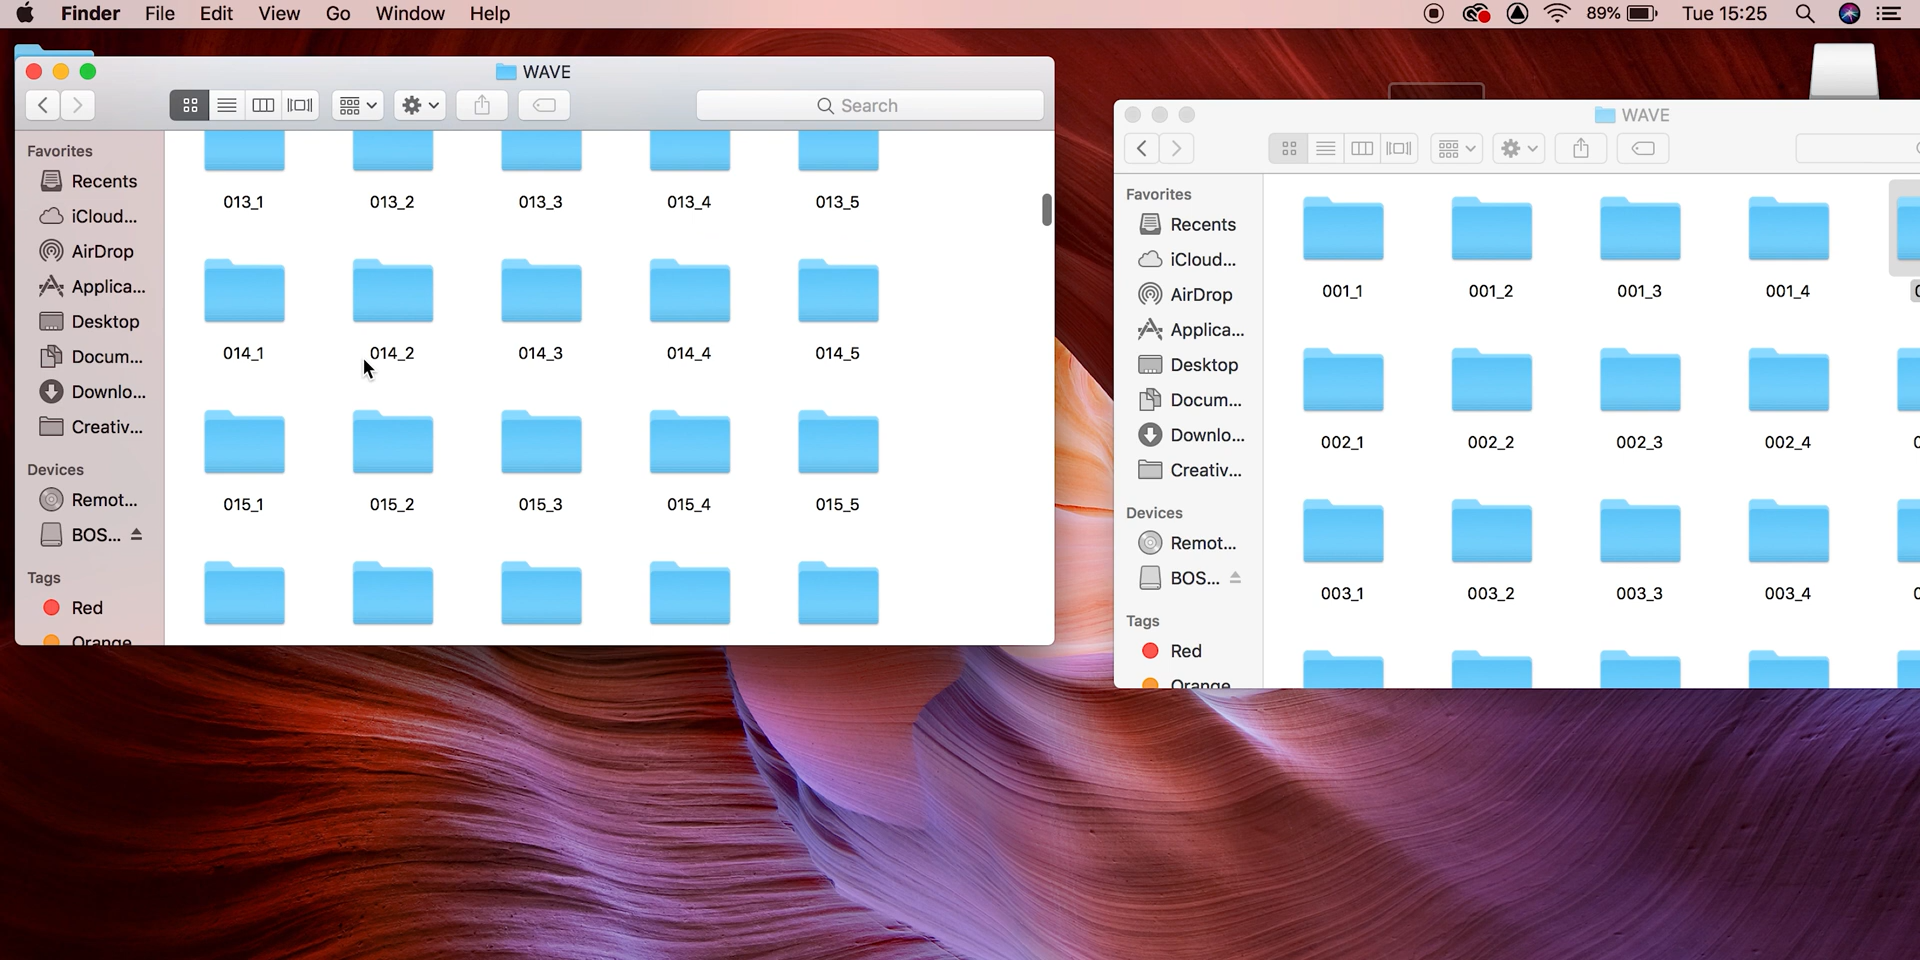 Finder File Edit View Go Window Help 89% Tue 15:25
WAVE
Search
Favorites
Recents
iCloud...
AirDrop
Applica...
Desktop
Docum...
Downlo...
Creativ...
Devices
Remot...
BOS...
Tags
Red
Orange
013_1 013_2 013_3 013_4 013_5
014_1 014_2 014_3 014_4 014_5
015_1 015_2 015_3 015_4 015_5
WAVE
Favorites
Recents
iCloud...
AirDrop
Applica...
Desktop
Docum...
Downlo...
Creativ...
Devices
Remot...
BOS...
Tags
Red
Orange
001_1 001_2 001_3 001_4
002_1 002_2 002_3 002_4
003_1 003_2 003_3 003_4